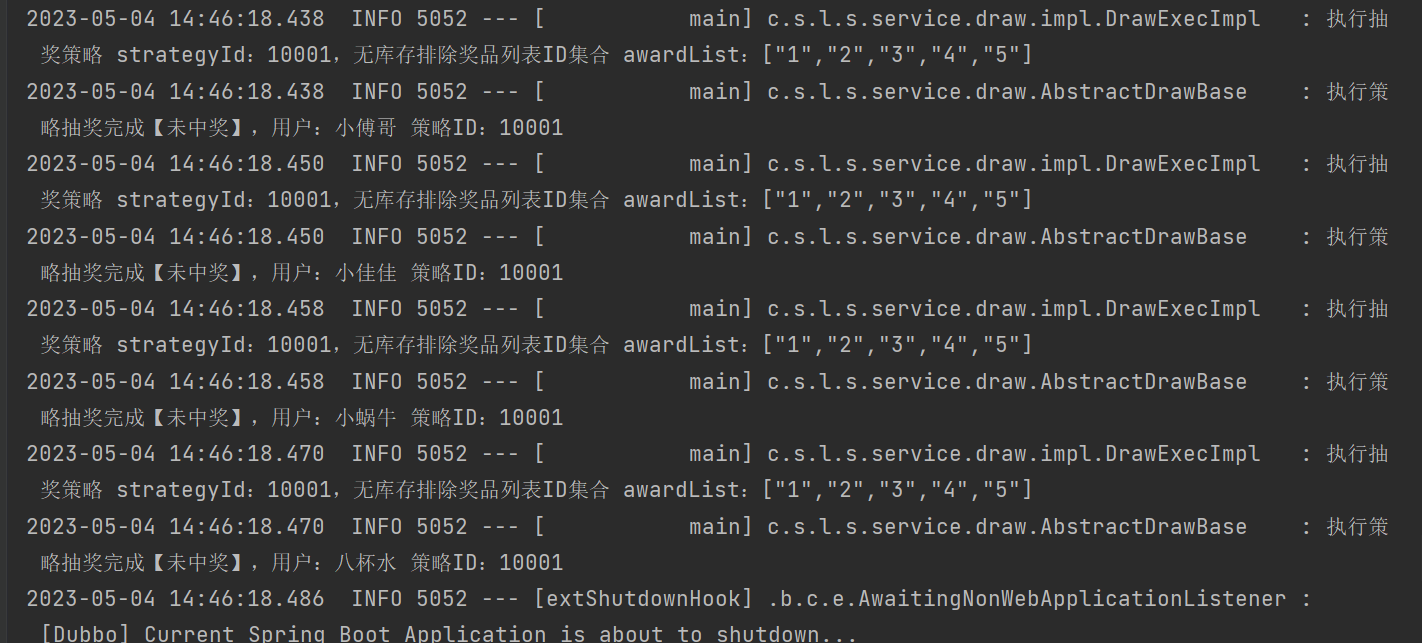 2023-05-04 14:46:18.438  INFO 5052 --- [           main] c.s.l.s.service.draw.impl.DrawExecImpl   : 执行抽
奖策略 strategyId：10001，无库存排除奖品列表ID集合 awardList：["1","2","3","4","5"]
2023-05-04 14:46:18.438  INFO 5052 --- [           main] c.s.l.s.service.draw.AbstractDrawBase    : 执行策
略抽奖完成【未中奖】，用户：小傅哥 策略ID：10001
2023-05-04 14:46:18.450  INFO 5052 --- [           main] c.s.l.s.service.draw.impl.DrawExecImpl   : 执行抽
奖策略 strategyId：10001，无库存排除奖品列表ID集合 awardList：["1","2","3","4","5"]
2023-05-04 14:46:18.450  INFO 5052 --- [           main] c.s.l.s.service.draw.AbstractDrawBase    : 执行策
略抽奖完成【未中奖】，用户：小佳佳 策略ID：10001
2023-05-04 14:46:18.458  INFO 5052 --- [           main] c.s.l.s.service.draw.impl.DrawExecImpl   : 执行抽
奖策略 strategyId：10001，无库存排除奖品列表ID集合 awardList：["1","2","3","4","5"]
2023-05-04 14:46:18.458  INFO 5052 --- [           main] c.s.l.s.service.draw.AbstractDrawBase    : 执行策
略抽奖完成【未中奖】，用户：小蜗牛 策略ID：10001
2023-05-04 14:46:18.470  INFO 5052 --- [           main] c.s.l.s.service.draw.impl.DrawExecImpl   : 执行抽
奖策略 strategyId：10001，无库存排除奖品列表ID集合 awardList：["1","2","3","4","5"]
2023-05-04 14:46:18.470  INFO 5052 --- [           main] c.s.l.s.service.draw.AbstractDrawBase    : 执行策
略抽奖完成【未中奖】，用户：八杯水 策略ID：10001
2023-05-04 14:46:18.486  INFO 5052 --- [extShutdownHook] .b.c.e.AwaitingNonWebApplicationListener :
[Dubbo] Current Spring Boot Application is about to shutdown...